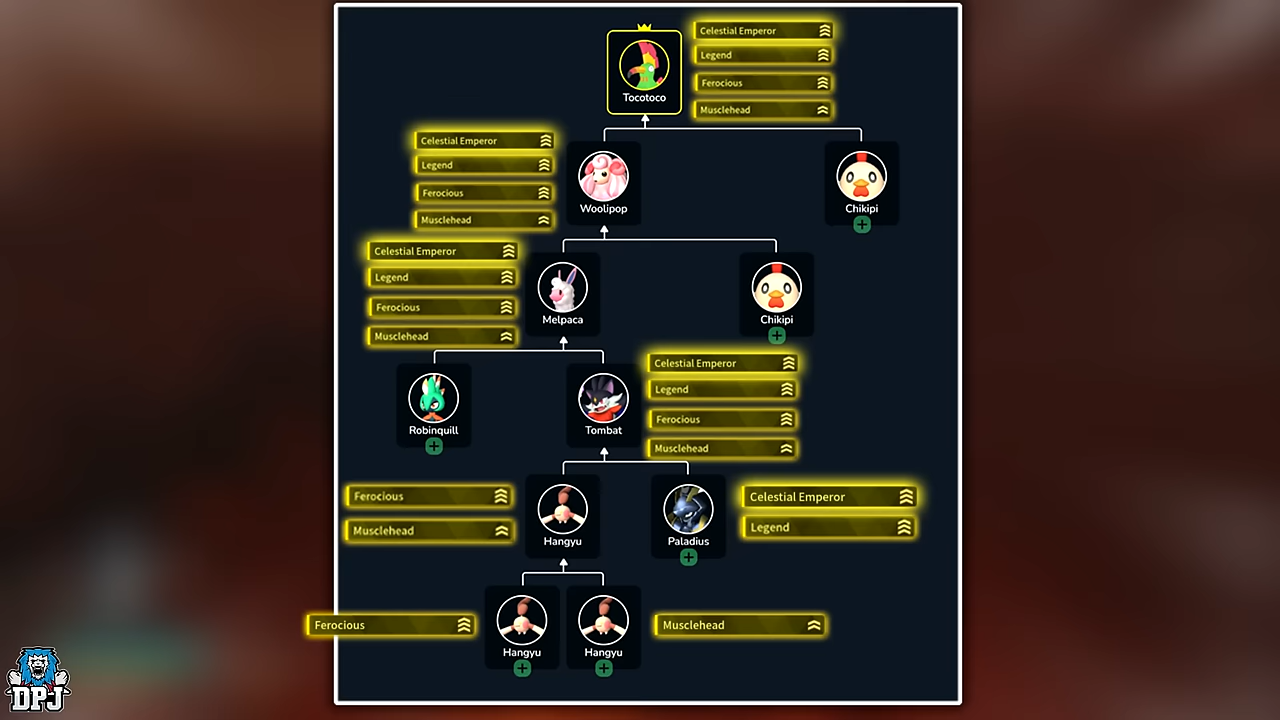 Celestial Emperor
Legend
Ferocious
Musclehead
Tocotoco
Celestial Emperor
Legend
Ferocious
Musclehead
Woolipop
Chikipi
Celestial Emperor
Legend
Ferocious
Musclehead
Melpaca
Chikipi
Robinquill
Tombat
Celestial Emperor
Legend
Ferocious
Musclehead
Ferocious
Musclehead
Hangyu
Paladius
Celestial Emperor
Legend
Ferocious
Hangyu
Hangyu
Musclehead
DPJ